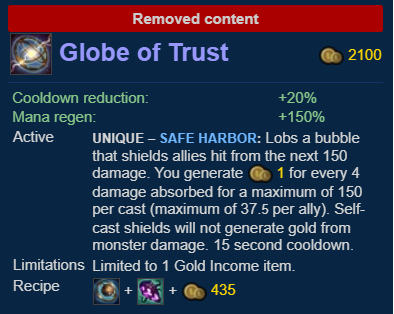 Removed content
Globe of Trust 2100
Cooldown reduction: +20%
Mana regen: +150%
Active UNIQUE – SAFE HARBOR: Lobs a bubble
that shields allies hit from the next 150
damage. You generate 1 for every 4
damage absorbed for a maximum of 150
per cast (maximum of 37.5 per ally). Self-
cast shields will not generate gold from
monster damage. 15 second cooldown.
Limitations Limited to 1 Gold Income item.
Recipe + + 435